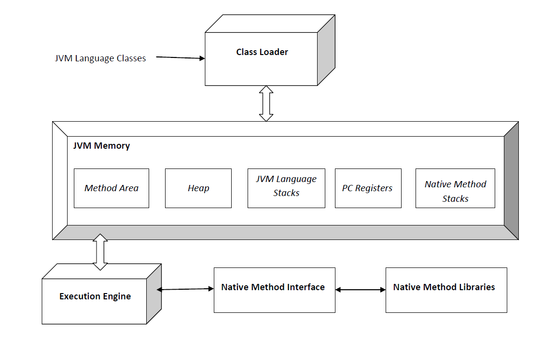 Class Loader
JVM Language Classes
JVM Memory
Method Area
Heap
JVM Language
Stacks
PC Registers
Native Method
Stacks
Execution Engine
Native Method Interface
Native Method Libraries